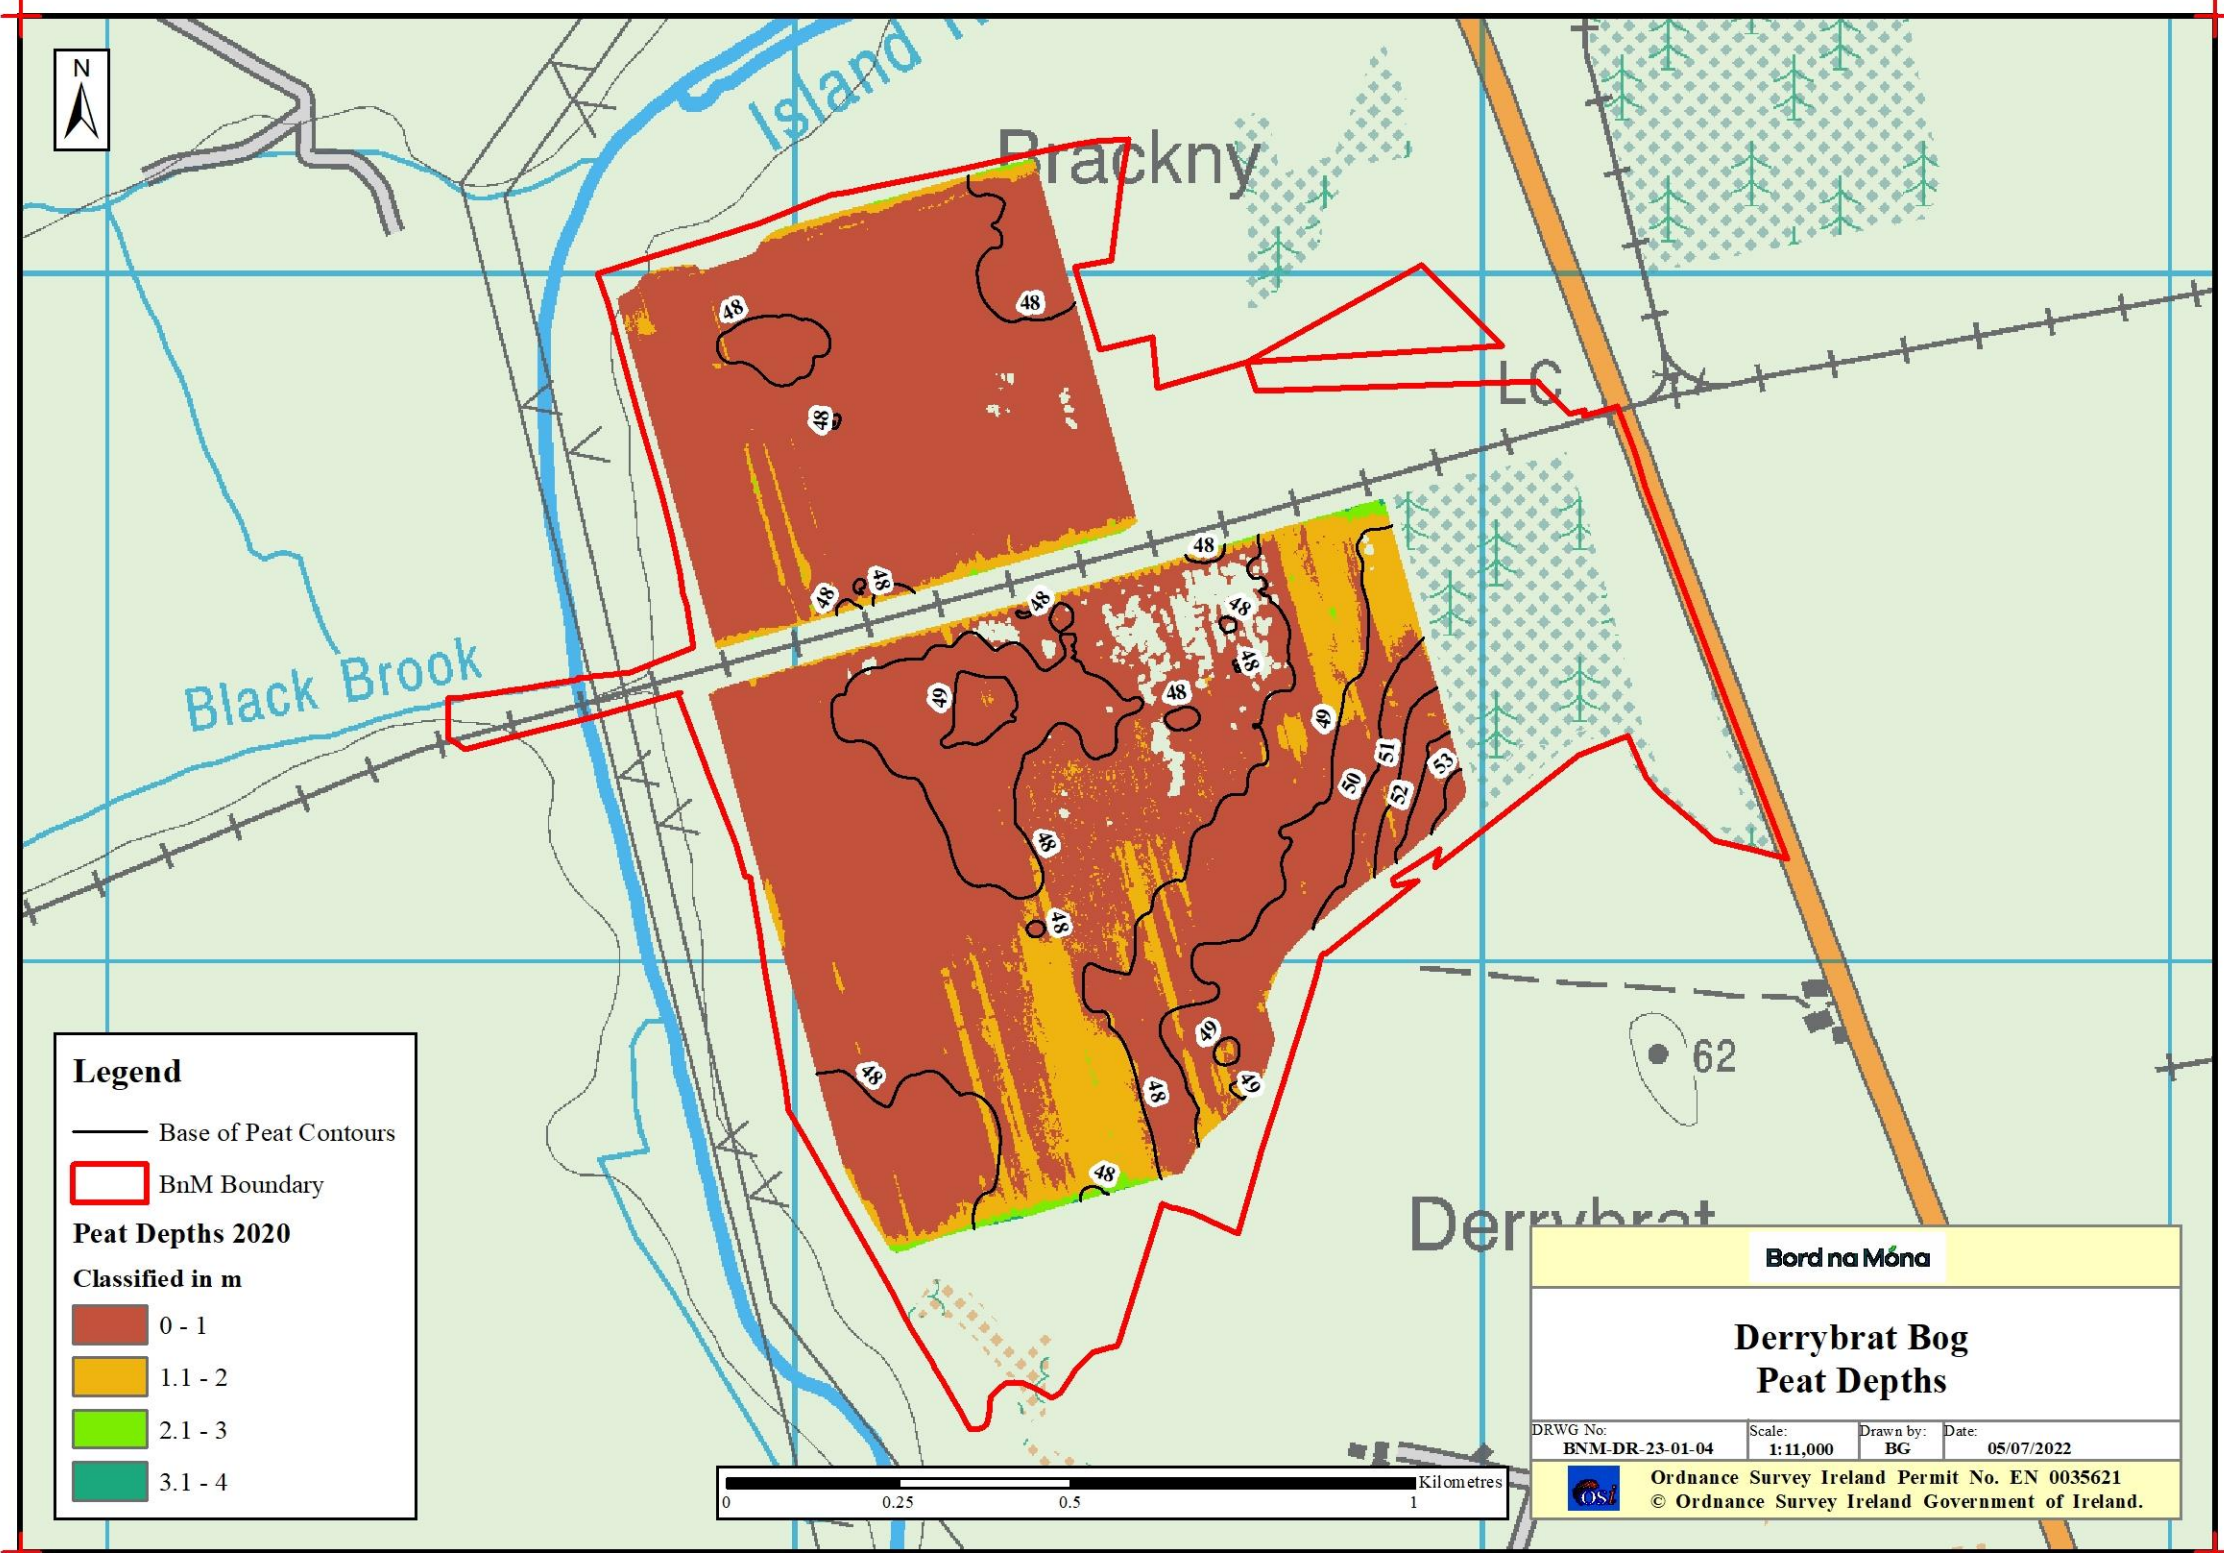 N
Island
Brackny
48
48
48
LC
48
48
48
48
48
48
49
48
49
50
51
52
53
48
48
49
49
48
48
48
Black Brook
62
Derrybrat
Legend
Base of Peat Contours
BnM Boundary
Peat Depths 2020
Classified in m
0 - 1
1.1 - 2
2.1 - 3
3.1 - 4
0 0.25 0.5 1 Kilometres
Bord na Móna
Derrybrat Bog
Peat Depths
DRWG No: Scale: Drawn by: Date:
BNM-DR-23-01-04 1:11,000 BG 05/07/2022
OSi
Ordnance Survey Ireland Permit No. EN 0035621
© Ordnance Survey Ireland Government of Ireland.